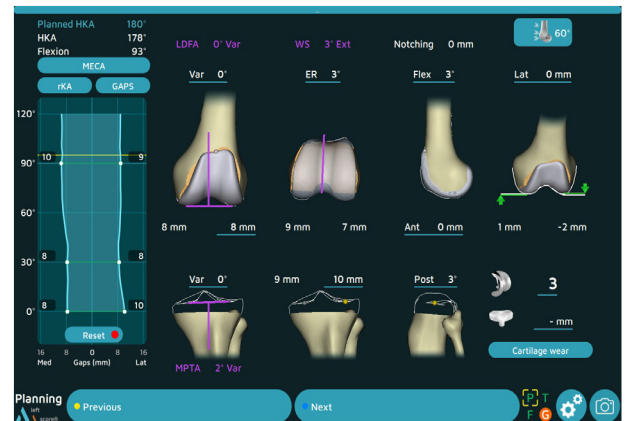 Planned HKA 180°
HKA 178°
Flexion 93°
MECA
rKA GAPS
120°
90°
60°
30°
0°
10 9°
8 8
8 10
Reset
16 8 0 8 16
Med Gaps (mm) Lat
LDFA 0° Var
WS 3° Ext
Notching 0 mm
60°
Var 0°
ER 3°
Flex 3°
Lat 0 mm
8 mm 8 mm
9 mm 7 mm
Ant 0 mm
1 mm -2 mm
Var 0°
9 mm 10 mm
Post 3°
3
- mm
Cartilage wear
MPTA 2° Var
Planning
left
score®
Previous
Next
P T
F G